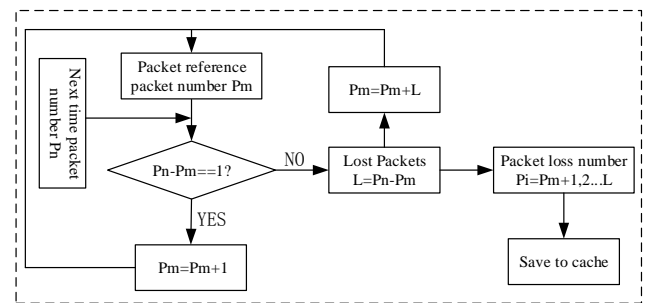 Packet reference
packet number Pm
Next time packet
number Pn
Pm=Pm+L
Pn-Pm==1?
NO
Lost Packets
L=Pn-Pm
Packet loss number
Pi=Pm+1,2...L
YES
Pm=Pm+1
Save to cache